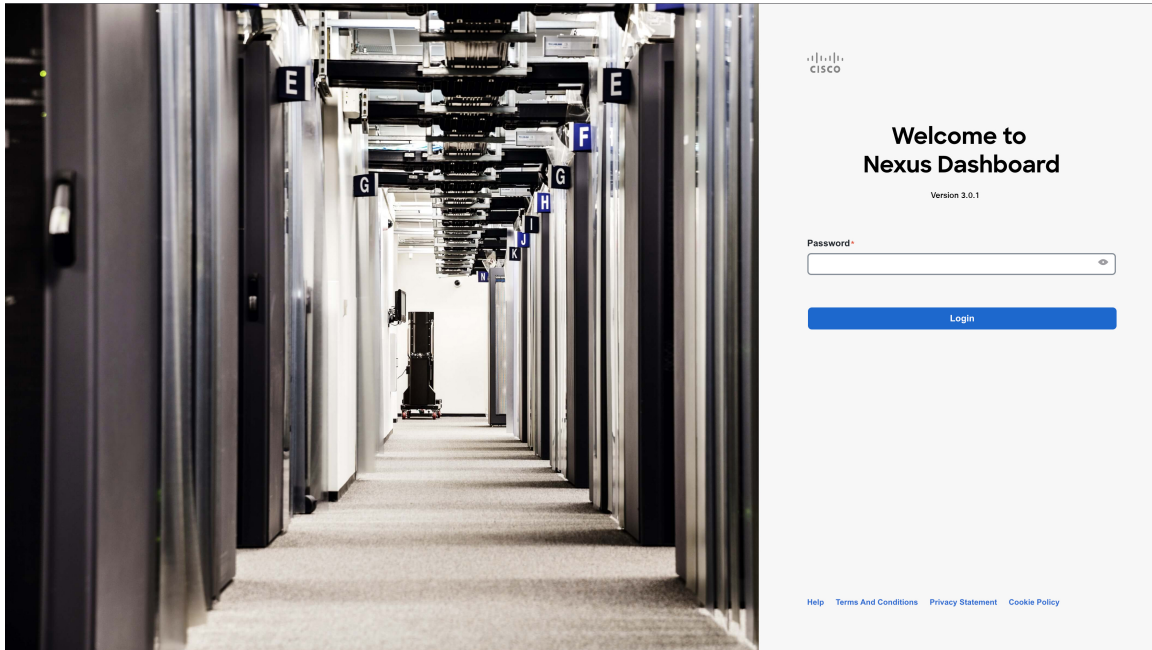 E
E
F
G
G
H
I
J
K
N
CISCO
Welcome to
Nexus Dashboard
Version 3.0.1
Password*
Login
Help Terms And Conditions Privacy Statement Cookie Policy